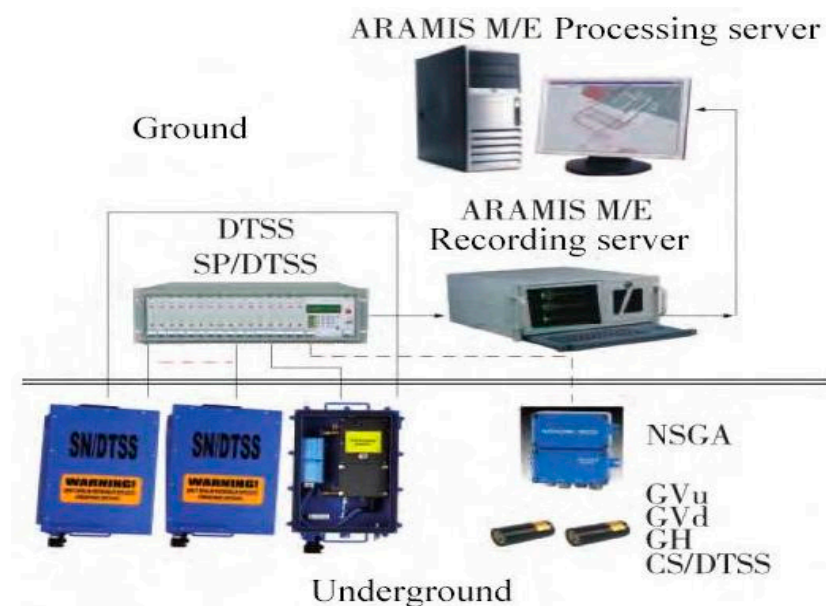 ARAMIS M/E Processing server
Ground
ARAMIS M/E
Recording server
DTSS
SP/DTSS
SN/DTSS
WARNING!
SN/DTSS
WARNING!
NSGA
GVu
GVd
GH
CS/DTSS
Underground